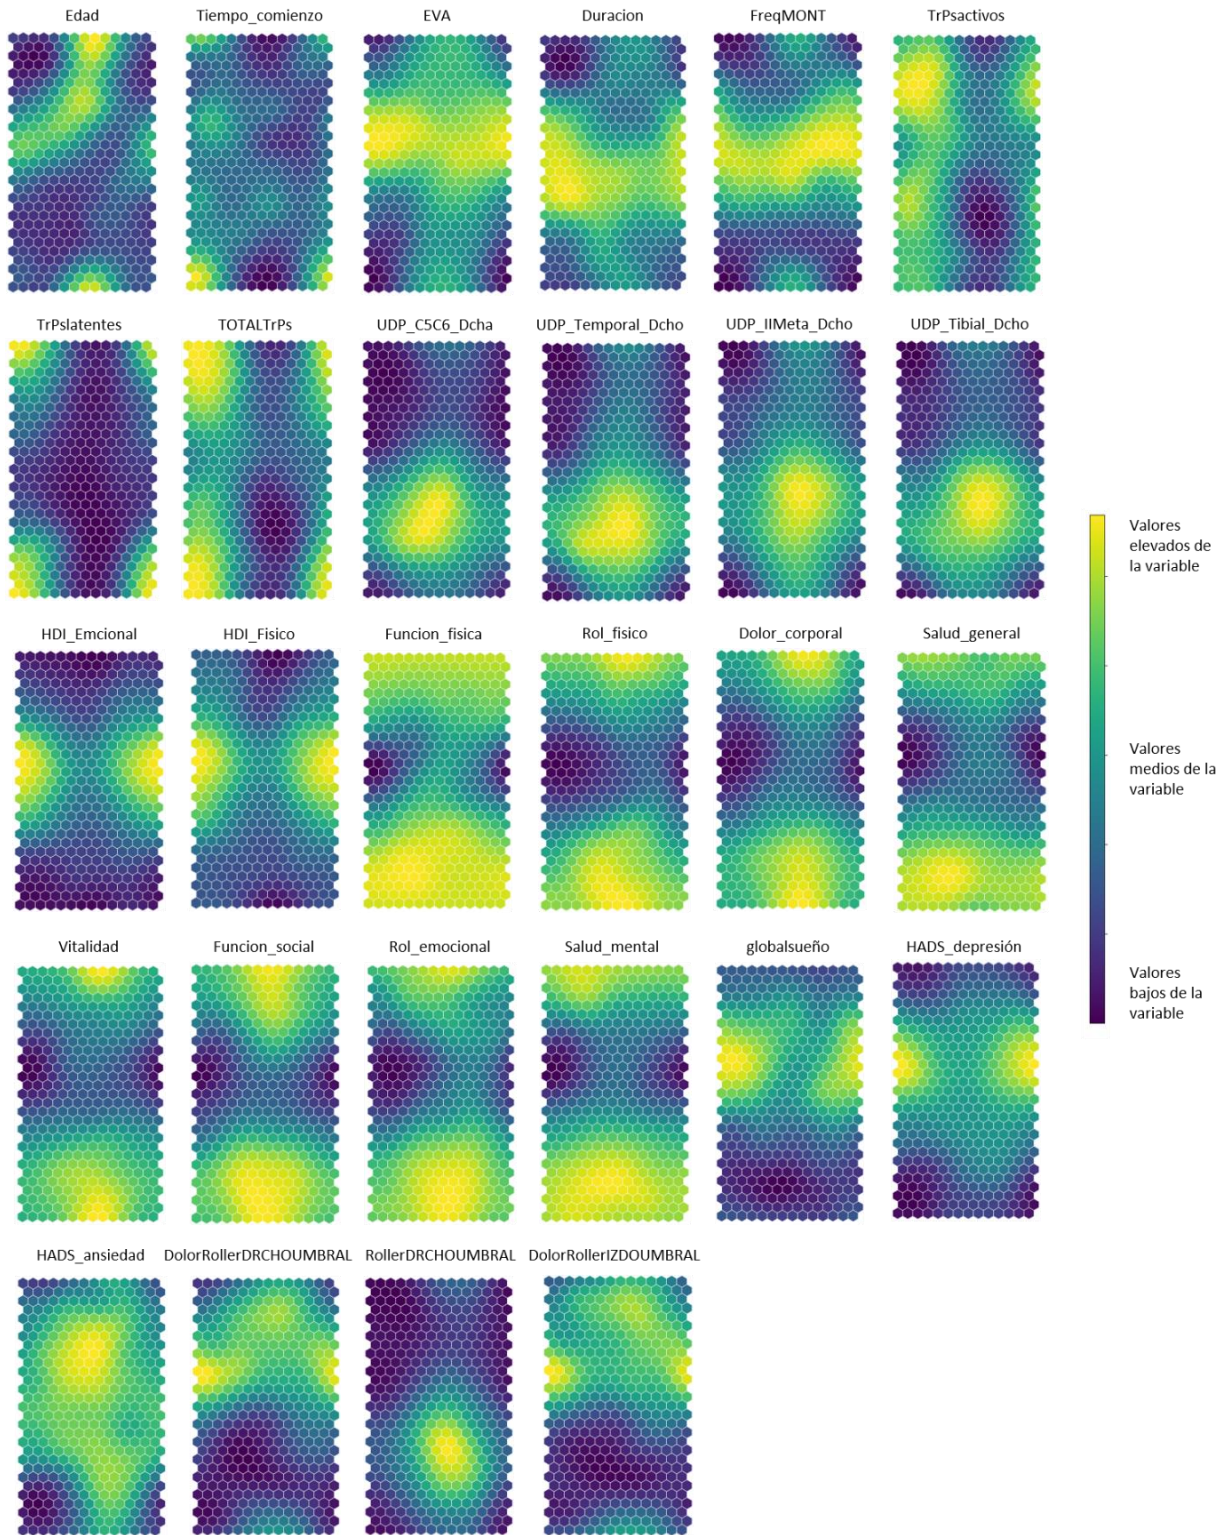 Edad
Tiempo_comienzo
EVA
Duracion
FreqMONT
TrPsactivos
TrPslatentes
TOTALTrPs
UDP_C5C6_Dcha
UDP_Temporal_Dcho
UDP_IIMeta_Dcho
UDP_Tibial_Dcho
Valores
elevados de
la variable
HDI_Emcional
HDI_Fisico
Funcion_fisica
Rol_fisico
Dolor_corporal
Salud_general
Valores
medios de la
variable
Vitalidad
Funcion_social
Rol_emocional
Salud_mental
globalsueño
HADS_depresión
Valores
bajos de la
variable
HADS_ansiedad
DolorRollerDRCHOUMBRAL
RollerDRCHOUMBRAL
DolorRollerIZDOUMBRAL